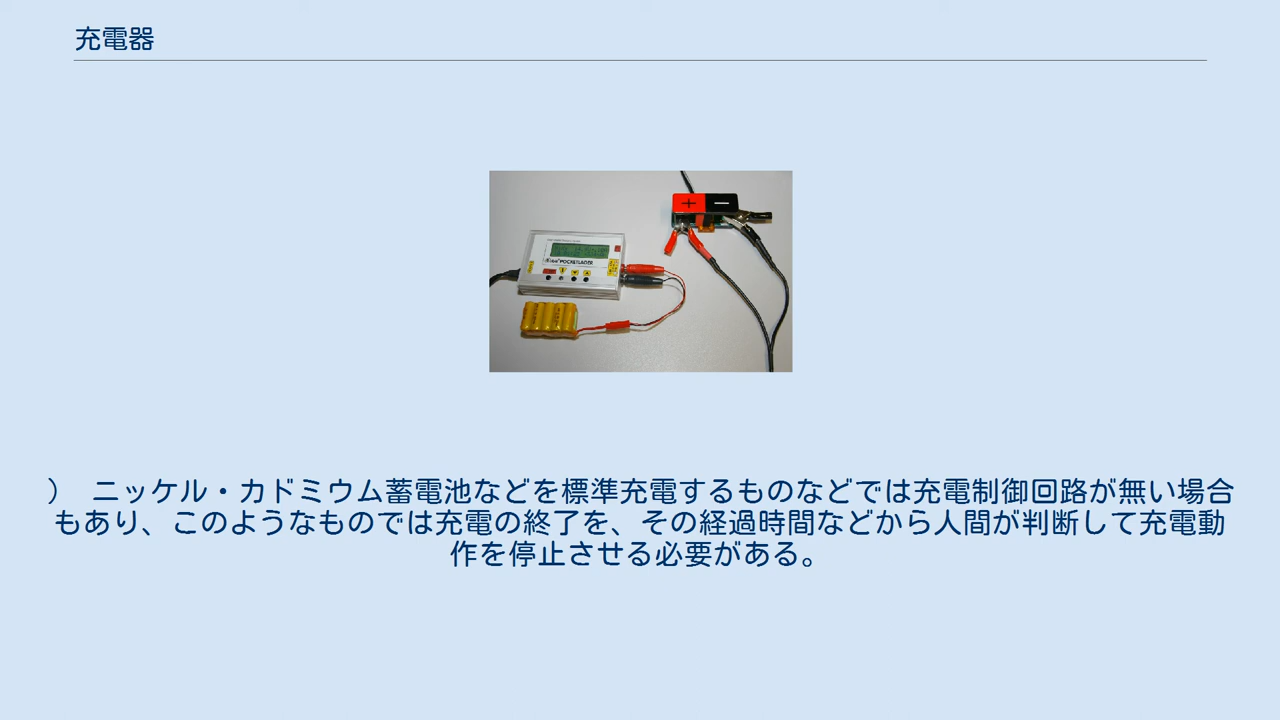 充電器
+ −
POCKETLADER
） ニッケル・カドミウム蓄電池などを標準充電するものなどでは充電制御回路が無い場合
もあり、このようなものでは充電の終了を、その経過時間などから人間が判断して充電動
作を停止させる必要がある。